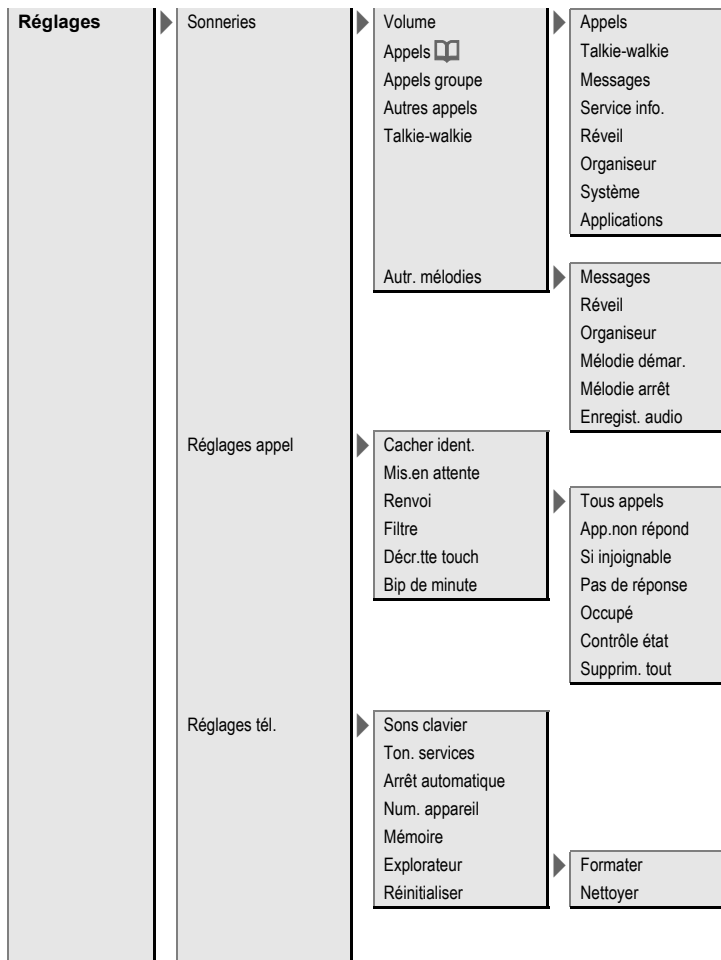 Réglages
Sonneries
Volume
Appels
Talkie-walkie
Messages
Service info.
Réveil
Organiseur
Système
Applications
Appels
Appels groupe
Autres appels
Talkie-walkie
Autr. mélodies
Messages
Réveil
Organiseur
Mélodie démar.
Mélodie arrêt
Enregist. audio
Réglages appel
Cacher ident.
Mis.en attente
Renvoi
Tous appels
App.non répond
Si injoignable
Pas de réponse
Occupé
Contrôle état
Supprim. tout
Filtre
Décr.tte touch
Bip de minute
Réglages tél.
Sons clavier
Ton. services
Arrêt automatique
Num. appareil
Mémoire
Explorateur
Formater
Nettoyer
Réinitialiser